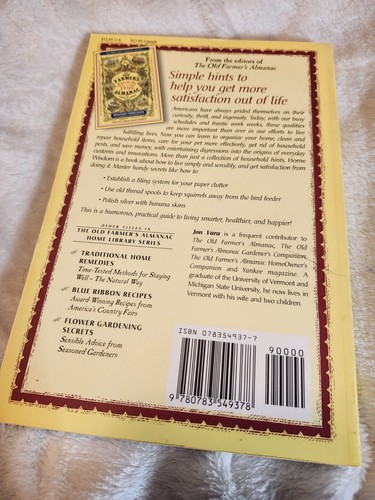 From the editors of
The Old Farmer's Almanac
Simple hints to
help you get more
satisfaction out of life
Americans have always prided themselves on their
curiosity, thrift, and ingenuity. Today, with our busy
schedules and frantic work weeks, these qualities
are more important than ever in our efforts to live
fulfilling lives. Now you can learn to organize your home, clean and
repair household items, care for your pet more effectively, get rid of household
pests, and save money, with entertaining diversions into the origins of everyday
customs and innovations. More than just a collection of household hints, Home
Wisdom is a book about how to live simply and sensibly, and get satisfaction from
doing it. Master handy secrets like how to:
• Establish a filing system for your paper clutter
• Use old thread spools to keep squirrels away from the bird feeder
• Polish silver with banana skins
This is a humorous, practical guide to living smarter, healthier, and happier!
OTHER TITLES IN
THE OLD FARMER'S ALMANAC
HOME LIBRARY SERIES
TRADITIONAL HOME
REMEDIES
Time-Tested Methods for Staying
Well – The Natural Way
BLUE RIBBON RECIPES
Award-Winning Recipes from
America's Country Fairs
FLOWER GARDENING
SECRETS
Sensible Advice from
Seasoned Gardeners
Jon Vara is a frequent contributor to
The Old Farmer's Almanac, The Old
Farmer's Almanac Gardener's Companion,
The Old Farmer's Almanac HomeOwner's
Companion and Yankee magazine. A
graduate of the University of Vermont and
Michigan State University, he now lives in
Vermont with his wife and two children.
ISBN 078354937-7
90000
9 780783 549378